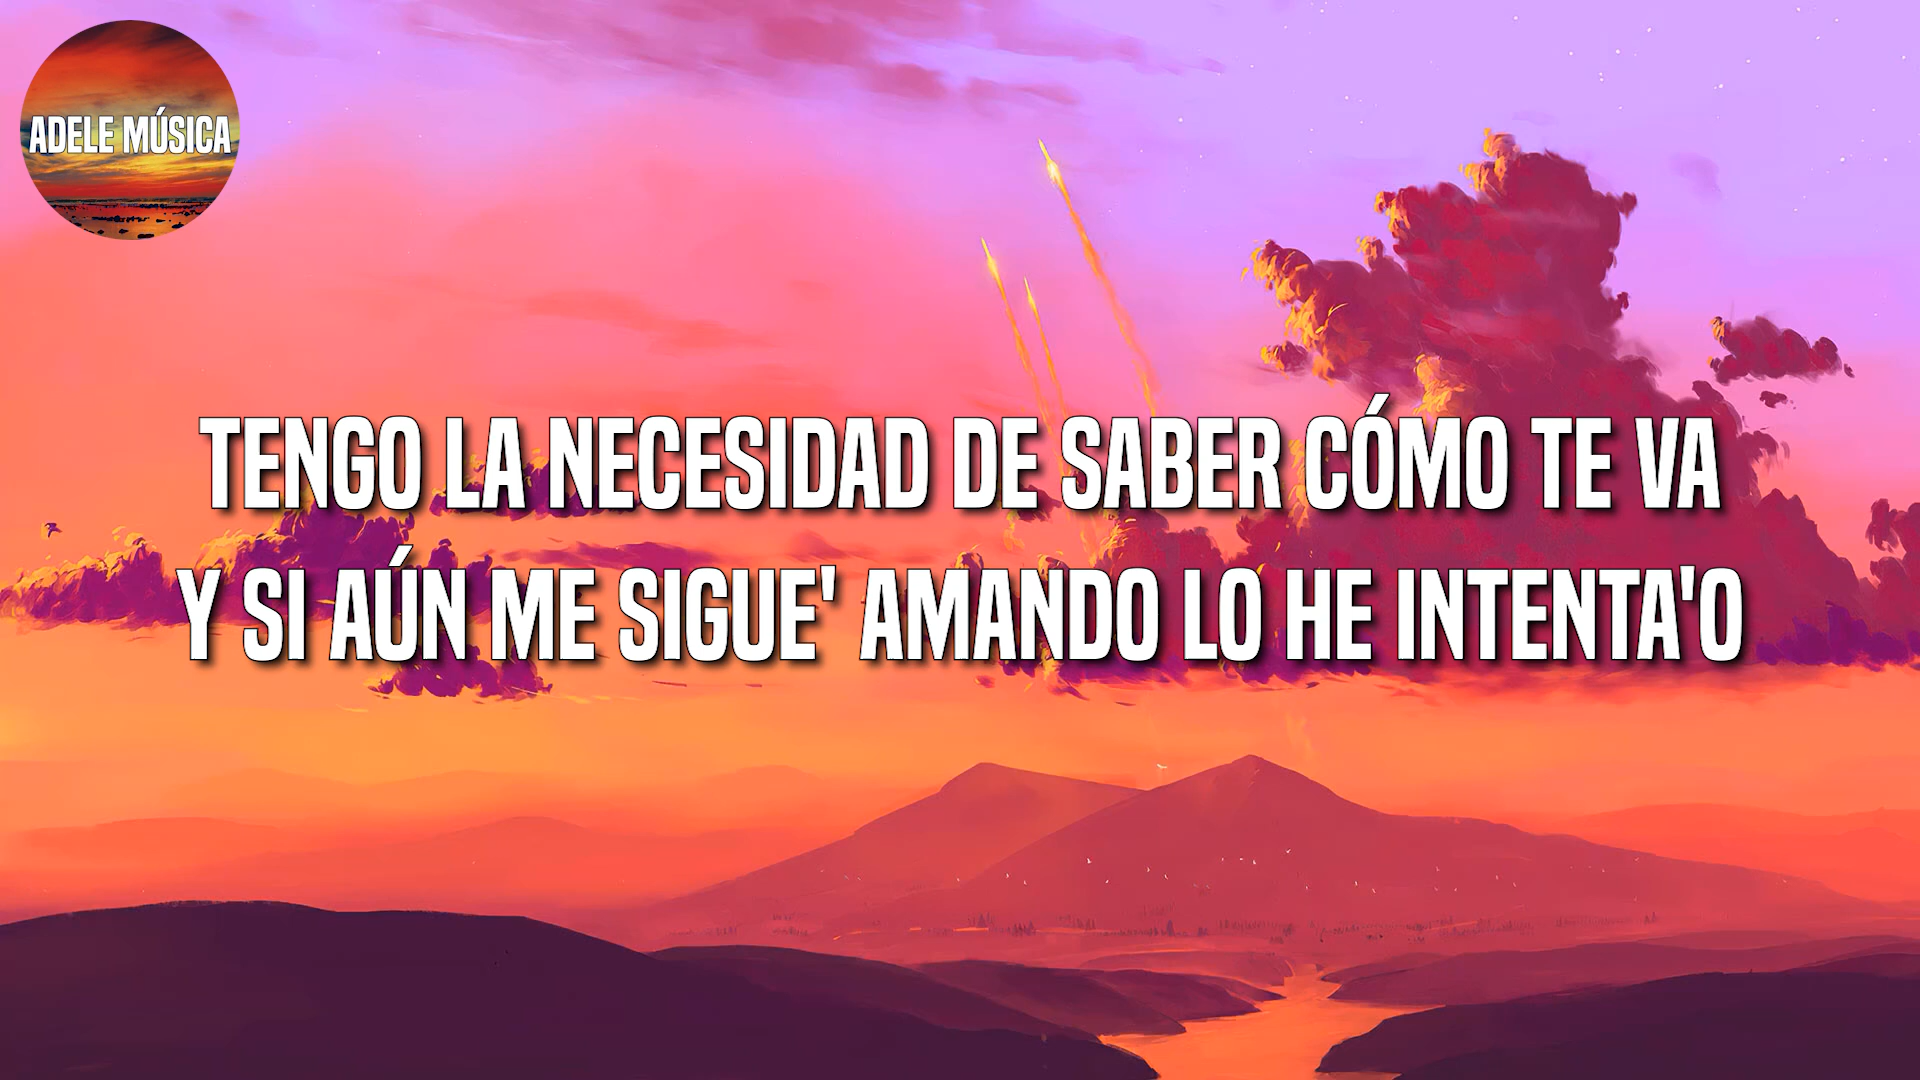 ADELE MÚSICA
TENGO LA NECESIDAD DE SABER CÓMO TE VA
Y SI AÚN ME SIGUE' AMANDO LO HE INTENTA'O